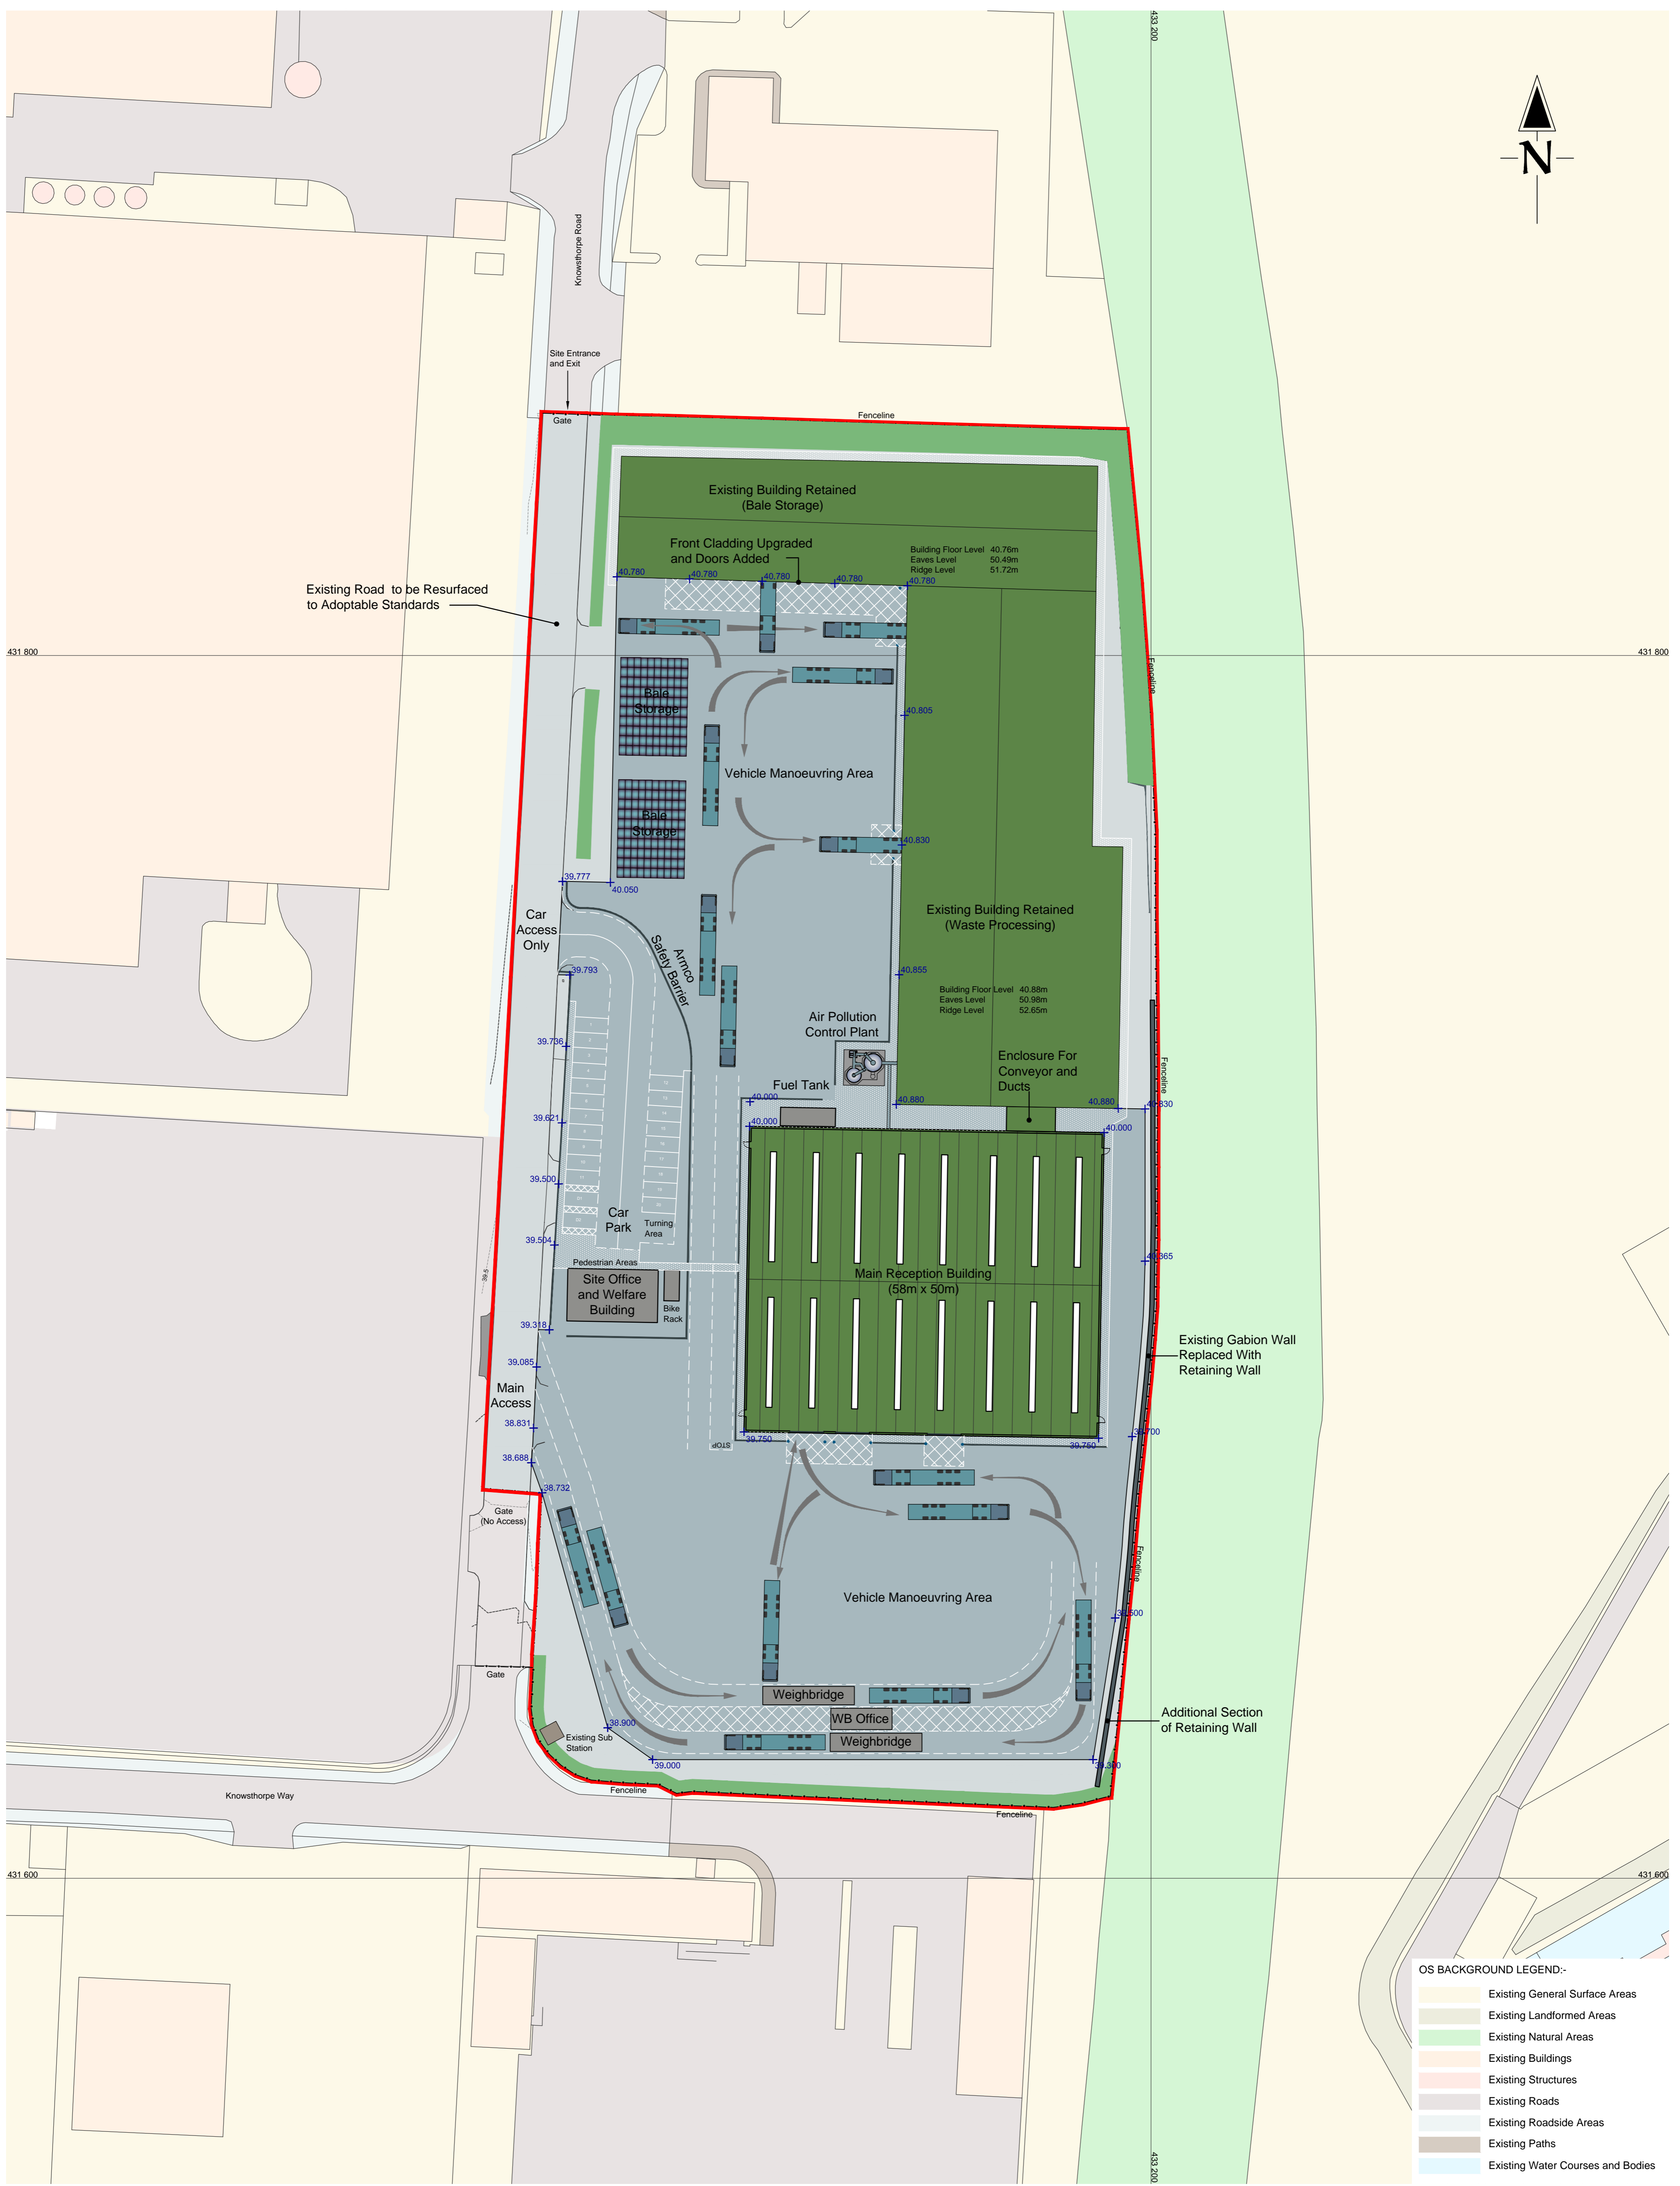 433 200
N
Knowsthorpe Road
Site Entrance
and Exit
Gate
Fenceline
Existing Building Retained
(Bale Storage)
Front Cladding Upgraded
and Doors Added
Building Floor Level 40.76m
Eaves Level 50.49m
Ridge Level 51.72m
40.780
40.780
40.780
40.780
40.780
Existing Road to be Resurfaced
to Adoptable Standards
431 800
431 800
Fenceline
Bale
Storage
40.805
Vehicle Manoeuvring Area
Bale
Storage
40.830
39.777
40.050
Car
Access
Only
Armco
Safety Barrier
Existing Building Retained
(Waste Processing)
39.793
40.855
Building Floor Level 40.88m
Eaves Level 50.98m
Ridge Level 52.65m
Air Pollution
Control Plant
39.736
Enclosure For
Conveyor and
Ducts
Fenceline
Fuel Tank
40.000
40.880
40.880
40.830
39.621
40.000
40.000
39.500
Car
Park
Turning
Area
39.504
40.365
Pedestrian Areas
39.5
Site Office
and Welfare
Building
Bike
Rack
Main Reception Building
(58m x 50m)
39.318
Existing Gabion Wall
Replaced With
Retaining Wall
39.085
Main
Access
38.831
STOP
39.750
39.750
39.700
38.688
38.732
Gate
(No Access)
Fenceline
Vehicle Manoeuvring Area
Gate
Weighbridge
WB Office
Weighbridge
Additional Section
of Retaining Wall
38.900
Existing Sub
Station
39.000
39.300
Fenceline
Fenceline
Knowsthorpe Way
431 600
431 600
433 200
OS BACKGROUND LEGEND:-
Existing General Surface Areas
Existing Landformed Areas
Existing Natural Areas
Existing Buildings
Existing Structures
Existing Roads
Existing Roadside Areas
Existing Paths
Existing Water Courses and Bodies